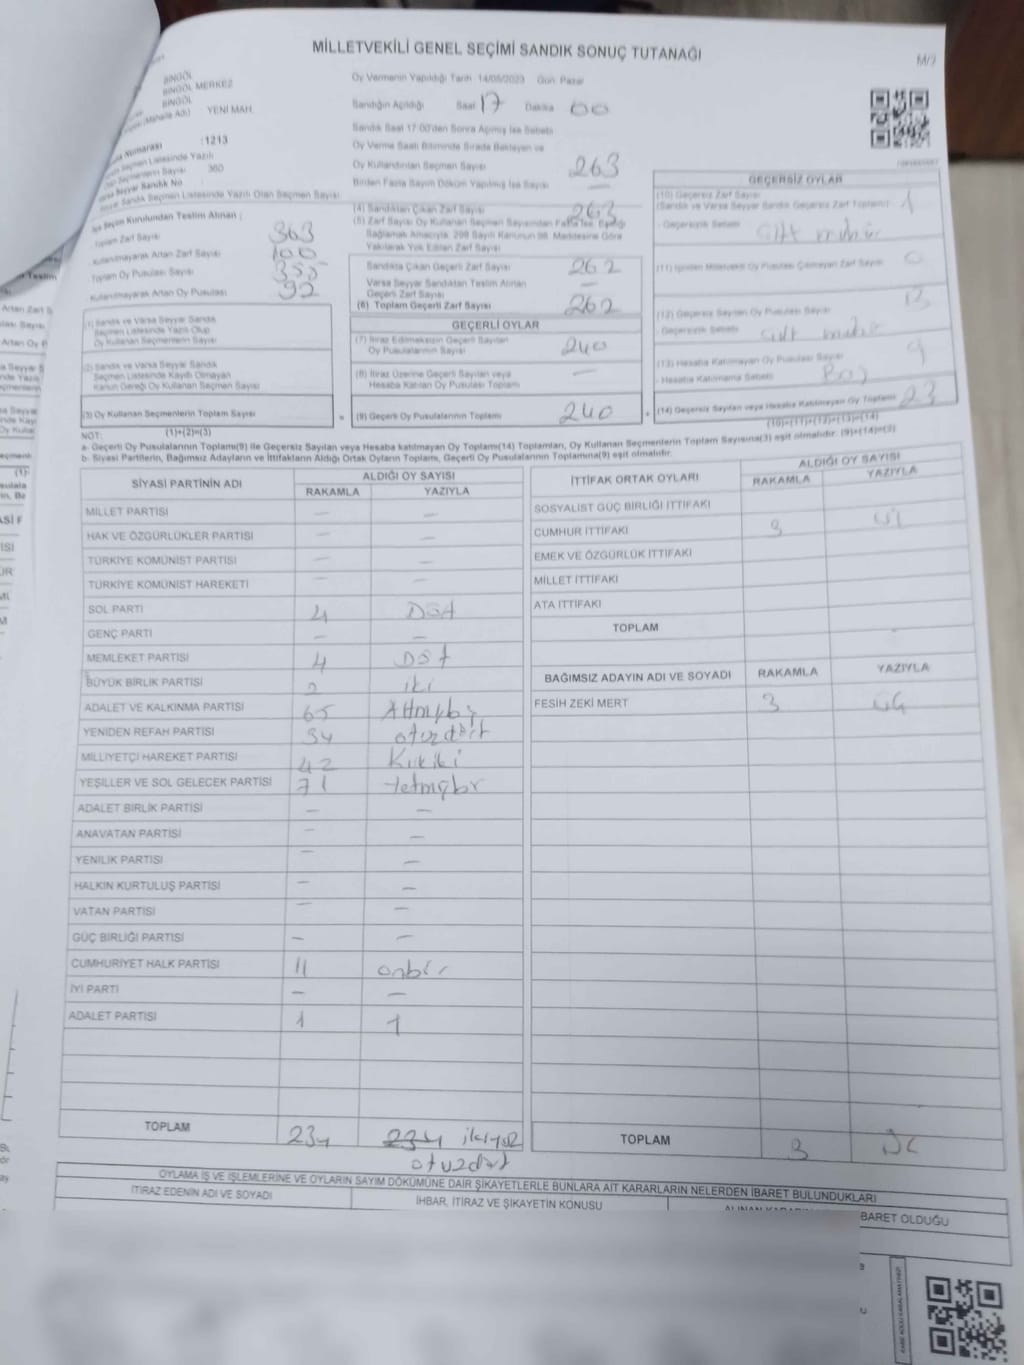 MİLLETVEKİLİ GENEL SEÇİMİ SANDIK SONUÇ TUTANAĞI
M/2
BİNGÖL
BİNGÖL MERKEZ
BİNGÖL
YENİ MAH.
Numarası :1213
Seçmen Listesinde Yazılı
Seçmenlerin Sayısı 360
Varsa Seyyar Sandık No
Seyyar Sandık Seçmen Listesinde Yazılı Olan Seçmen Sayısı
Oy Vermenin Yapıldığı Tarih :14/05/2023 Gün: Pazar
Sandığın Açıldığı Saat 17 Dakika 00
Sandık Saat 17:00'den Sonra Açılmış İse Sebebi
Oy Verme Saati Bitiminde Sırada Bekleyen ve
Oy Kullandırılan Seçmen Sayısı 263
Birden Fazla Sayım Döküm Yapılmış İse Sayısı —
İlçe Seçim Kurulundan Teslim Alınan :
Toplam Zarf Sayısı 363
Kullanılmayarak Artan Zarf Sayısı 100
Toplam Oy Pusulası Sayısı 355
Kullanılmayarak Artan Oy Pusulası 92
(4) Sandıktan Çıkan Zarf Sayısı 263
(5) Zarf Sayısı Oy Kullanan Seçmen Sayısından Fazla İse, Eşitliği
Sağlamak Amacıyla, 298 Sayılı Kanunun 98. Maddesine Göre
Yakılarak Yok Edilen Zarf Sayısı
Sandıkta Çıkan Geçerli Zarf Sayısı 262
Varsa Seyyar Sandıktan Teslim Alınan
Geçerli Zarf Sayısı —
(6) Toplam Geçerli Zarf Sayısı 262
GEÇERSİZ OYLAR
(10) Geçersiz Zarf Sayısı
(Sandık ve Varsa Seyyar Sandık Geçersiz Zarf Toplamı) 1
- Geçersizlik Sebebi Çift mühür
(11) İçinden Milletvekili Oy Pusulası Çıkmayan Zarf Sayısı 0
(12) Geçersiz Sayılan Oy Pusulası Sayısı 13
- Geçersizlik Sebebi Çift mühür
(13) Hesaba Katılmayan Oy Pusulası Sayısı 9
- Hesaba Katılmama Sebebi Boş
(14) Geçersiz Sayılan veya Hesaba Katılmayan Oy Toplamı 23
(10)+(11)+(12)+(13)=(14)
(1) Sandık ve Varsa Seyyar Sandık
Seçmen Listesinde Yazılı Olup
Oy Kullanan Seçmenlerin Sayısı
(2) Sandık ve Varsa Seyyar Sandık
Seçmen Listesinde Kayıtlı Olmayan
Kanun Gereği Oy Kullanan Seçmen Sayısı
(3) Oy Kullanan Seçmenlerin Toplam Sayısı =
(1)+(2)=(3)
GEÇERLİ OYLAR
(7) İtiraz Edilmeksizin Geçerli Sayılan
Oy Pusulalarının Sayısı 240
(8) İtiraz Üzerine Geçerli Sayılan veya
Hesaba Katılan Oy Pusulası Toplamı —
(9) Geçerli Oy Pusulalarının Toplamı 240 +
NOT:
a- Geçerli Oy Pusulalarının Toplamı(9) ile Geçersiz Sayılan veya Hesaba katılmayan Oy Toplamı(14) Toplamları, Oy Kullanan Seçmenlerin Toplam Sayısına(3) eşit olmalıdır. (9)+(14)=(3)
b- Siyasi Partilerin, Bağımsız Adayların ve İttifakların Aldığı Ortak Oyların Toplamı, Geçerli Oy Pusulalarının Toplamına(9) eşit olmalıdır.
SİYASİ PARTİNİN ADI ALDIĞI OY SAYISI
RAKAMLA YAZIYLA
MİLLET PARTİSİ — —
HAK VE ÖZGÜRLÜKLER PARTİSİ — —
TÜRKİYE KOMÜNİST PARTİSİ — —
TÜRKİYE KOMÜNİST HAREKETİ — —
SOL PARTİ 4 Dört
GENÇ PARTİ — —
MEMLEKET PARTİSİ 4 Dört
BÜYÜK BİRLİK PARTİSİ 2 iki
ADALET VE KALKINMA PARTİSİ 65 Altmışbeş
YENİDEN REFAH PARTİSİ 34 otuzdört
MİLLİYETÇİ HAREKET PARTİSİ 42 Kırkiki
YEŞİLLER VE SOL GELECEK PARTİSİ 71 Yetmişbir
ADALET BİRLİK PARTİSİ — —
ANAVATAN PARTİSİ — —
YENİLİK PARTİSİ — —
HALKIN KURTULUŞ PARTİSİ — —
VATAN PARTİSİ — —
GÜÇ BİRLİĞİ PARTİSİ — —
CUMHURİYET HALK PARTİSİ 11 onbir
İYİ PARTİ — —
ADALET PARTİSİ 1 1
TOPLAM 234 234 ikiyüz
otuzdört
İTTİFAK ORTAK OYLARI ALDIĞI OY SAYISI
RAKAMLA YAZIYLA
SOSYALİST GÜÇ BİRLİĞİ İTTİFAKI
CUMHUR İTTİFAKI 3 Üç
EMEK VE ÖZGÜRLÜK İTTİFAKI
MİLLET İTTİFAKI
ATA İTTİFAKI
TOPLAM
BAĞIMSIZ ADAYIN ADI VE SOYADI RAKAMLA YAZIYLA
FESİH ZEKİ MERT 3 Üç
TOPLAM 3 Üç
OYLAMA İŞ VE İŞLEMLERİNE VE OYLARIN SAYIM DÖKÜMÜNE DAİR ŞİKAYETLERLE BUNLARA AİT KARARLARIN NELERDEN İBARET BULUNDUKLARI
İTİRAZ EDENİN ADI VE SOYADI İHBAR, İTİRAZ VE ŞİKAYETİN KONUSU
BARET OLDUĞU